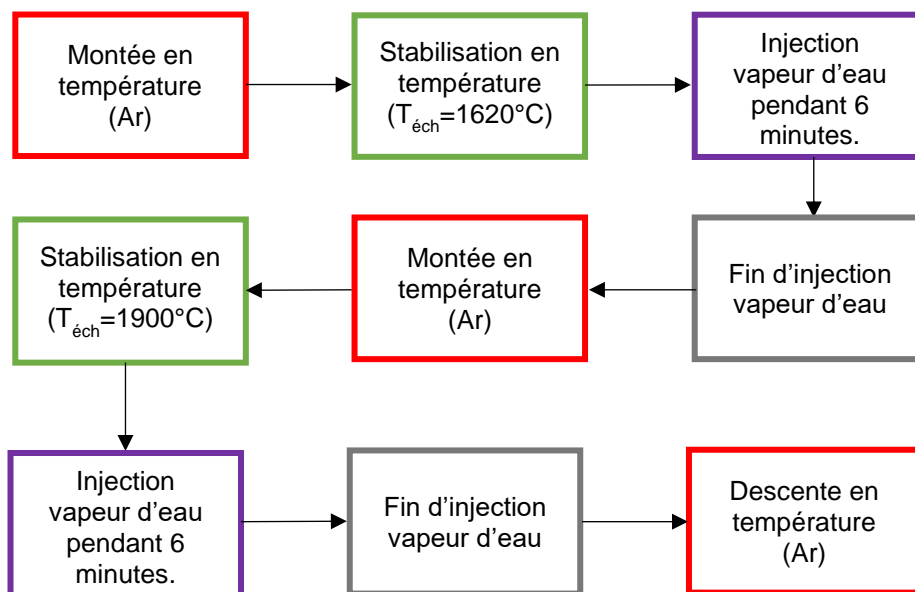 Montée en
température
(Ar)
Stabilisation en
température
(Téch=1620°C)
Injection
vapeur d'eau
pendant 6
minutes.
Fin d'injection
vapeur d'eau
Montée en
température
(Ar)
Stabilisation en
température
(Téch=1900°C)
Injection
vapeur d'eau
pendant 6
minutes.
Fin d'injection
vapeur d'eau
Descente en
température
(Ar)